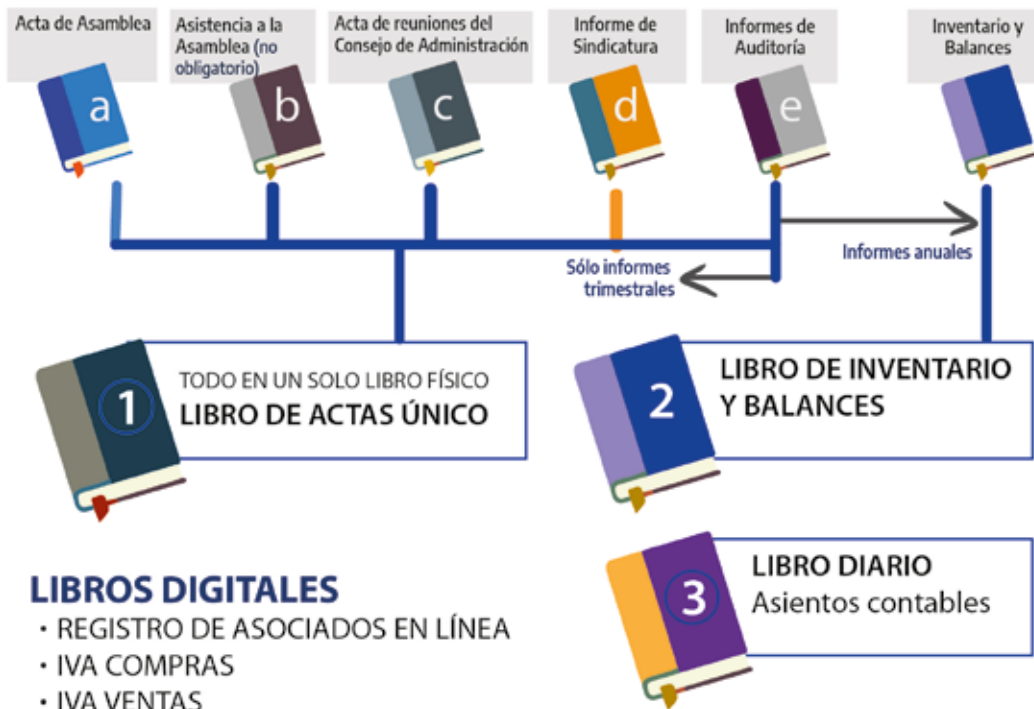 Acta de Asamblea
Asistencia a la
Asamblea (no
obligatorio)
Acta de reuniones del
Consejo de Administración
Informe de
Sindicatura
Informes de
Auditoría
Inventario y
Balances
a
b
c
d
e
Informes anuales
Sólo informes
trimestrales
1
TODO EN UN SOLO LIBRO FÍSICO
LIBRO DE ACTAS ÚNICO
2
LIBRO DE INVENTARIO
Y BALANCES
3
LIBRO DIARIO
Asientos contables
LIBROS DIGITALES
• REGISTRO DE ASOCIADOS EN LÍNEA
• IVA COMPRAS
• IVA VENTAS